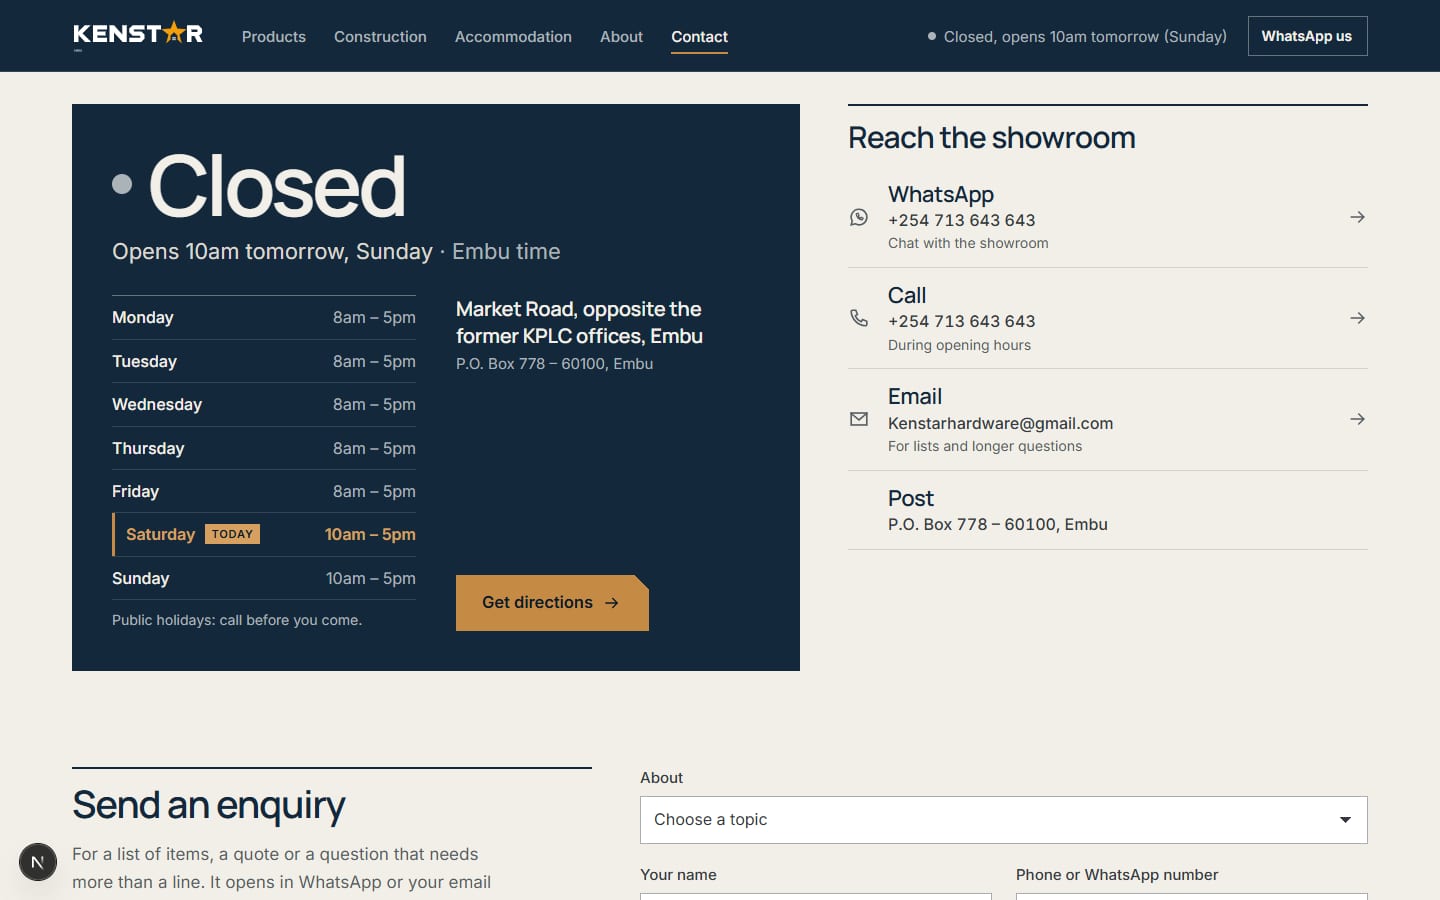 KENSTAR
Products
Construction
Accommodation
About
Contact
Closed, opens 10am tomorrow (Sunday)
WhatsApp us
Closed
Opens 10am tomorrow, Sunday · Embu time
Monday 8am – 5pm
Tuesday 8am – 5pm
Wednesday 8am – 5pm
Thursday 8am – 5pm
Friday 8am – 5pm
Saturday TODAY 10am – 5pm
Sunday 10am – 5pm
Public holidays: call before you come.
Market Road, opposite the
former KPLC offices, Embu
P.O. Box 778 – 60100, Embu
Get directions →
Reach the showroom
WhatsApp
+254 713 643 643
Chat with the showroom
Call
+254 713 643 643
During opening hours
Email
Kenstarhardware@gmail.com
For lists and longer questions
Post
P.O. Box 778 – 60100, Embu
Send an enquiry
For a list of items, a quote or a question that needs
more than a line. It opens in WhatsApp or your email
About
Choose a topic
Your name
Phone or WhatsApp number
N